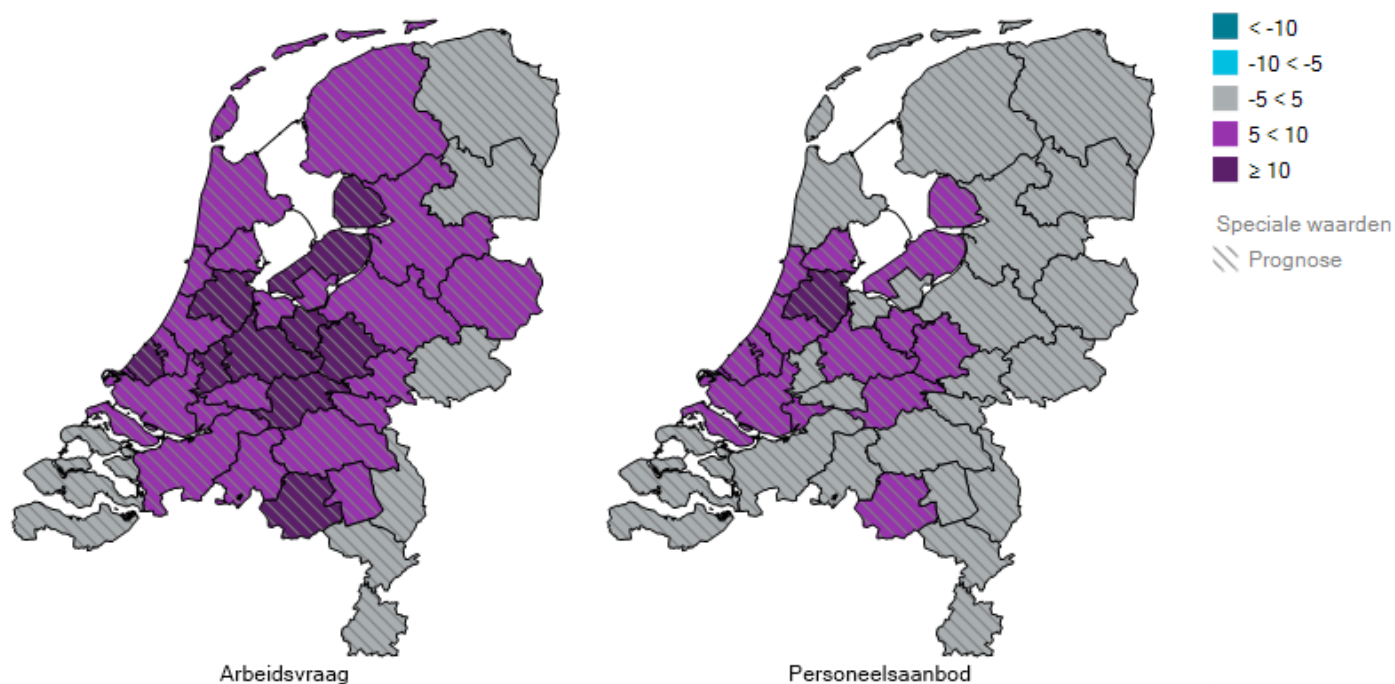 < -10
-10 < -5
-5 < 5
5 < 10
≥ 10
Speciale waarden
Prognose
Arbeidsvraag
Personeelsaanbod